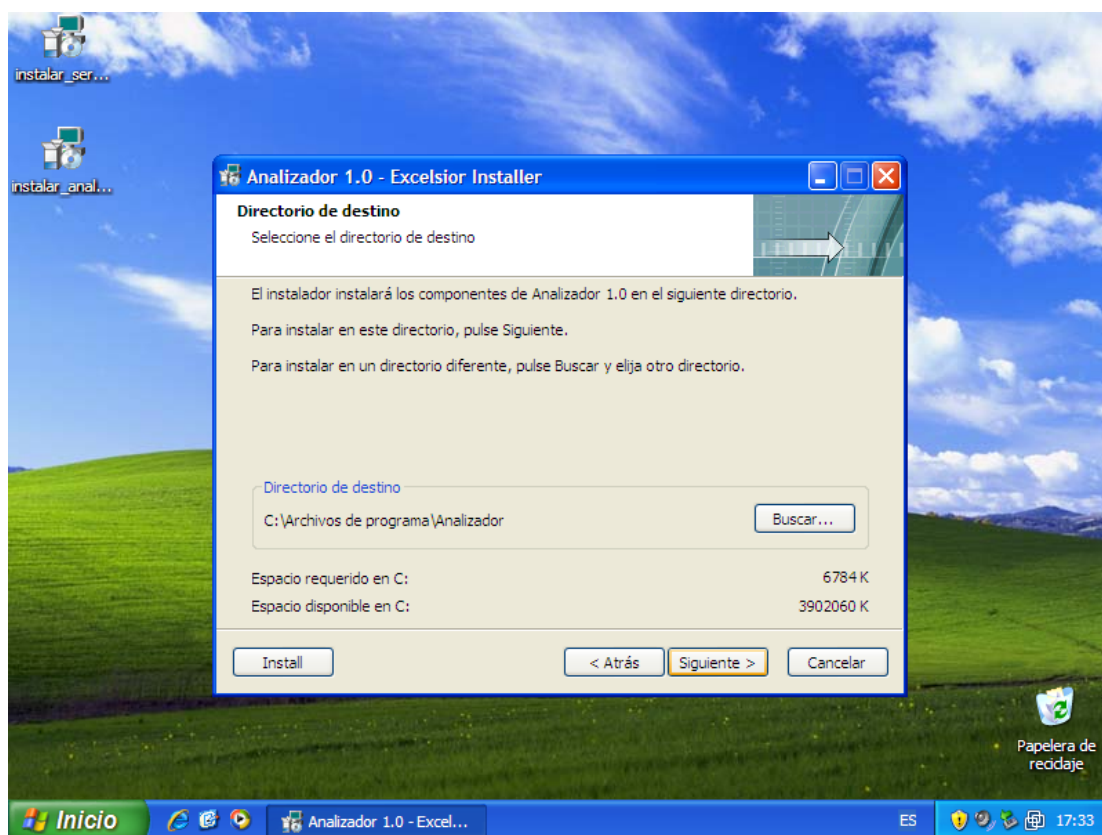 instalar_ser...
instalar_anal...
Analizador 1.0 - Excelsior Installer
Directorio de destino
Seleccione el directorio de destino
El instalador instalará los componentes de Analizador 1.0 en el siguiente directorio.
Para instalar en este directorio, pulse Siguiente.
Para instalar en un directorio diferente, pulse Buscar y elija otro directorio.
Directorio de destino
C:\Archivos de programa\Analizador
Buscar...
Espacio requerido en C: 6784 K
Espacio disponible en C: 3902060 K
Install < Atrás Siguiente > Cancelar
Papelera de
reciclaje
Inicio Analizador 1.0 - Excel... ES 17:33